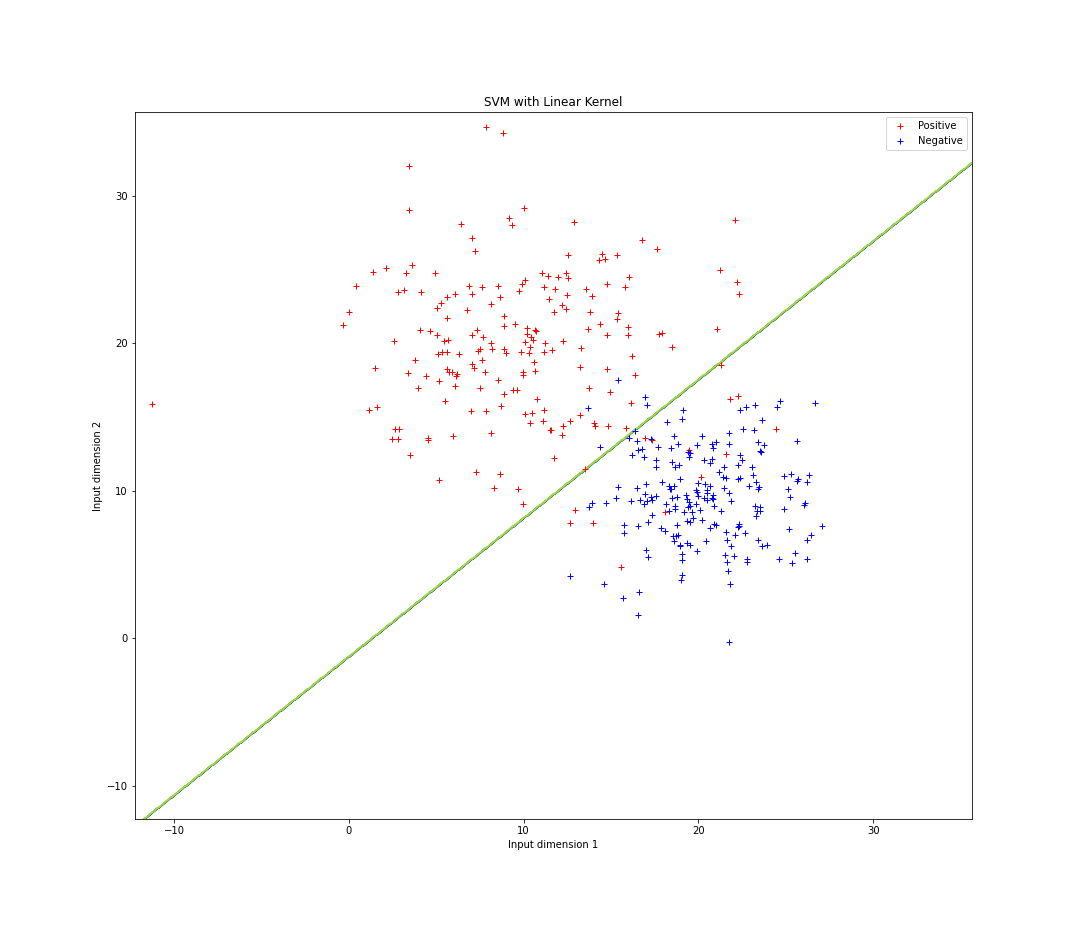 SVM with Linear Kernel
Positive
Negative
30
20
10
0
−10
Input dimension 2
−10 0 10 20 30
Input dimension 1